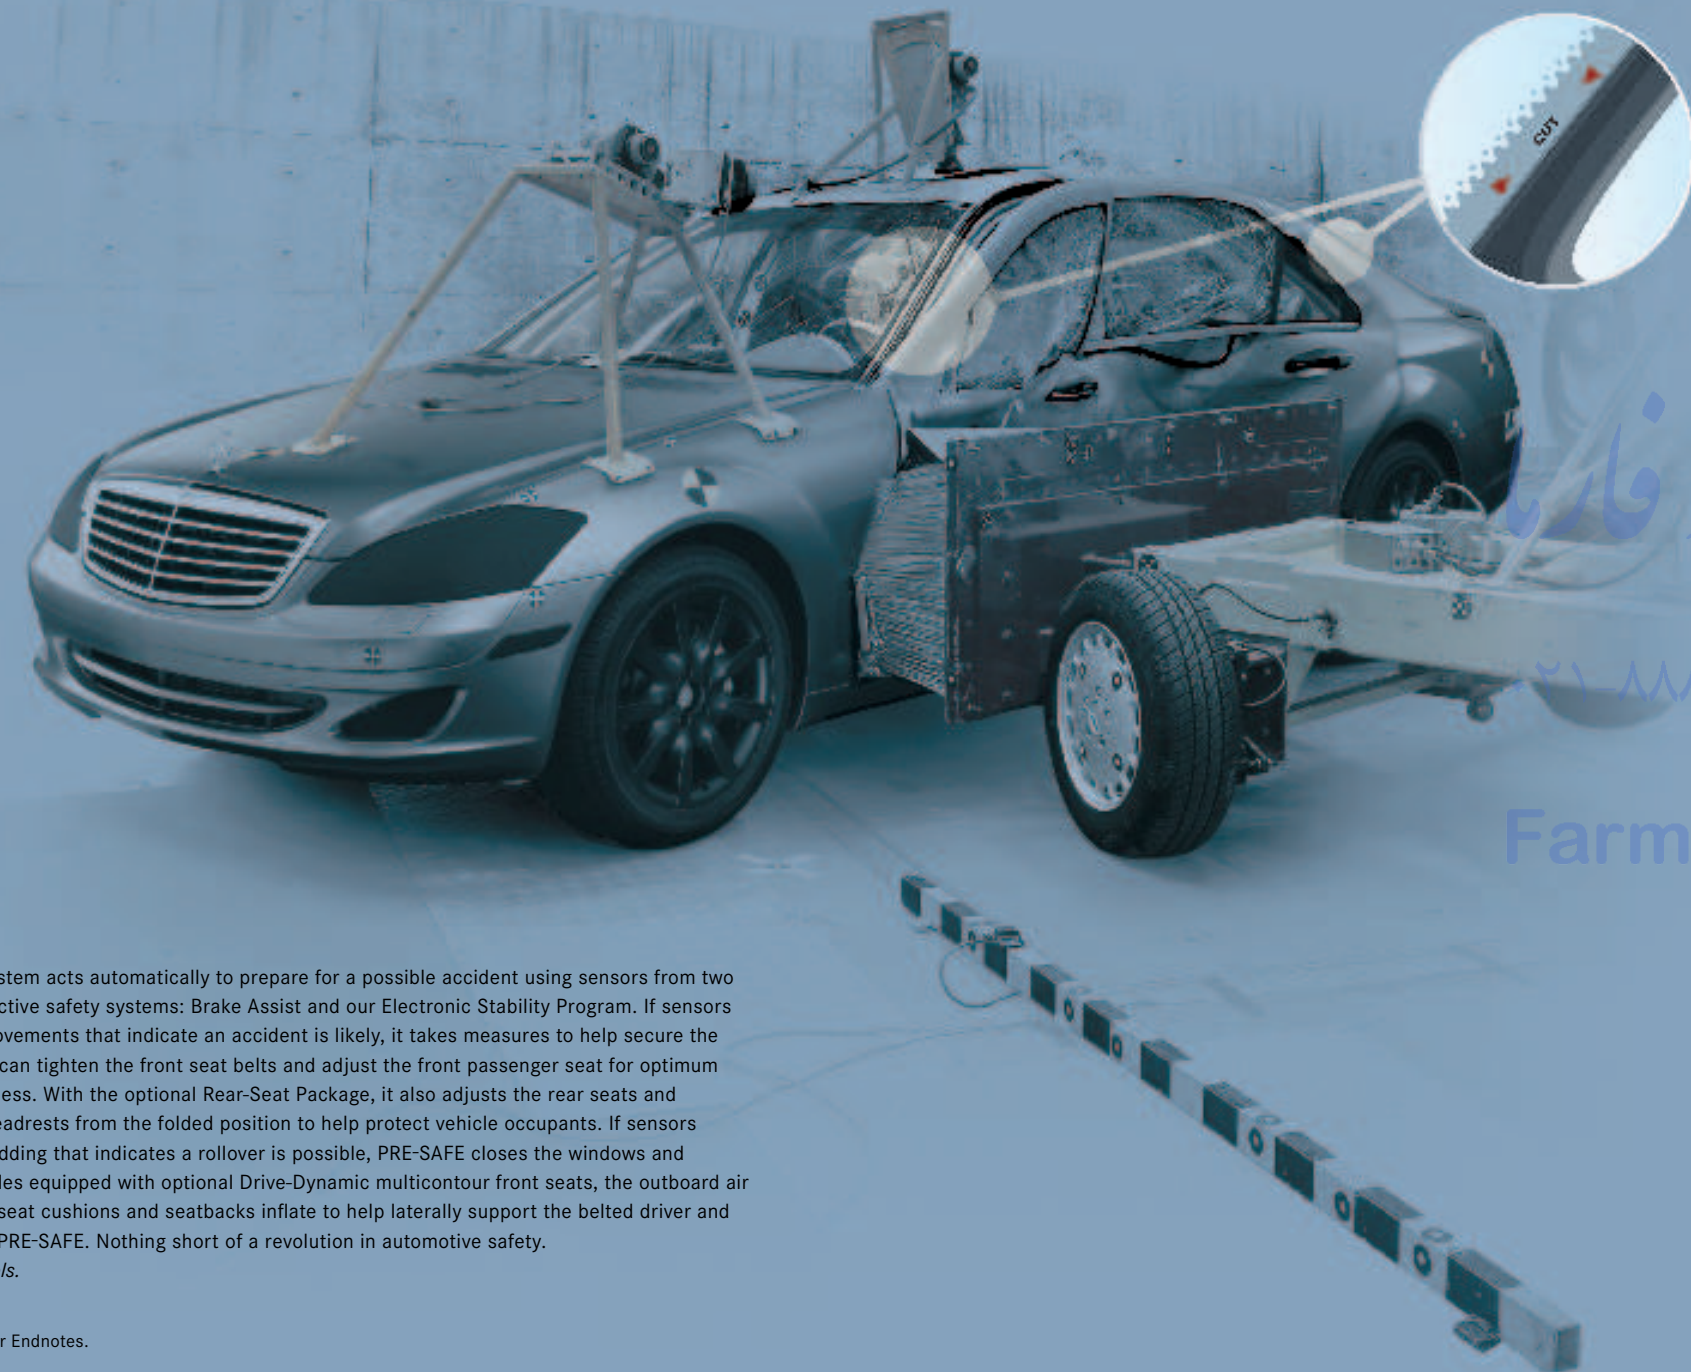 CUT
فارما
۰۲۱-۸۸
Farm
stem acts automatically to prepare for a possible accident using sensors from two
ctive safety systems: Brake Assist and our Electronic Stability Program. If sensors
ovements that indicate an accident is likely, it takes measures to help secure the
can tighten the front seat belts and adjust the front passenger seat for optimum
ess. With the optional Rear-Seat Package, it also adjusts the rear seats and
eadrests from the folded position to help protect vehicle occupants. If sensors
dding that indicates a rollover is possible, PRE-SAFE closes the windows and
les equipped with optional Drive-Dynamic multicontour front seats, the outboard air
seat cushions and seatbacks inflate to help laterally support the belted driver and
PRE-SAFE. Nothing short of a revolution in automotive safety.
ls.
r Endnotes.